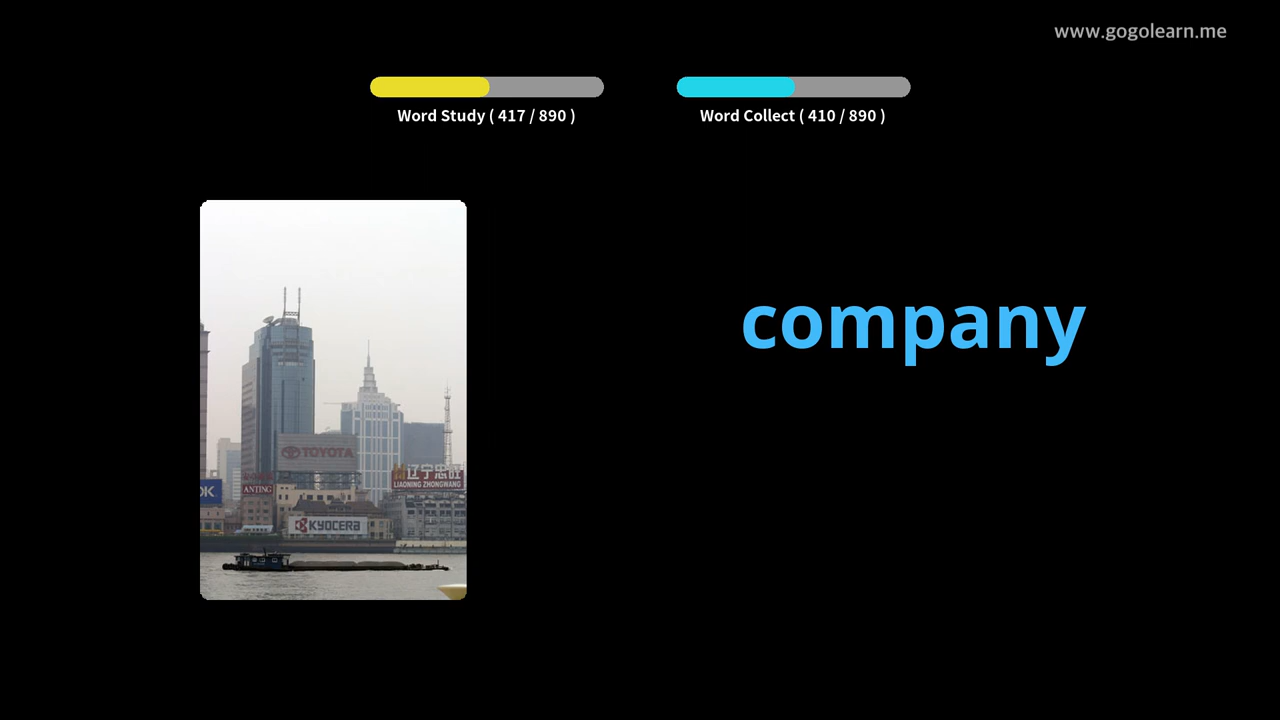 www.gogolearn.me
Word Study ( 417 / 890 )
Word Collect ( 410 / 890 )
company
TOYOTA
辽宁忠旺
LIAONING ZHONGWANG
ANTING
OK
KYOCERA